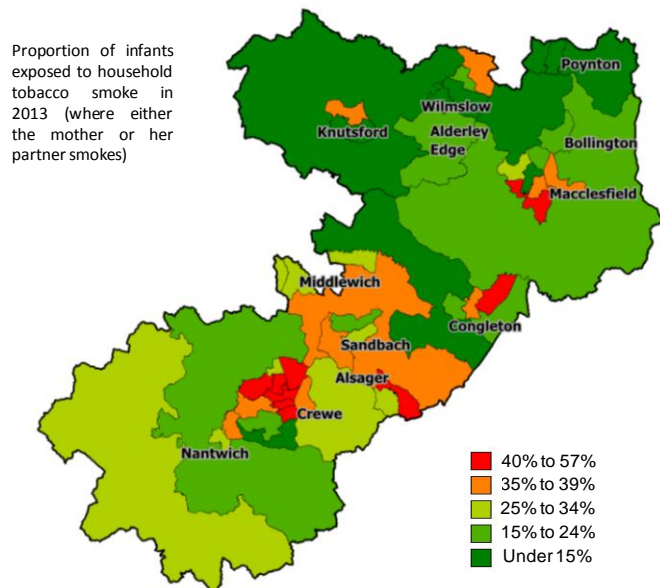 Proportion of infants
exposed to household
tobacco smoke in
2013 (where either
the mother or her
partner smokes)
Poynton
Wilmslow
Knutsford
Alderley
Edge
Bollington
Macclesfield
Middlewich
Congleton
Sandbach
Alsager
Crewe
Nantwich
40% to 57%
35% to 39%
25% to 34%
15% to 24%
Under 15%